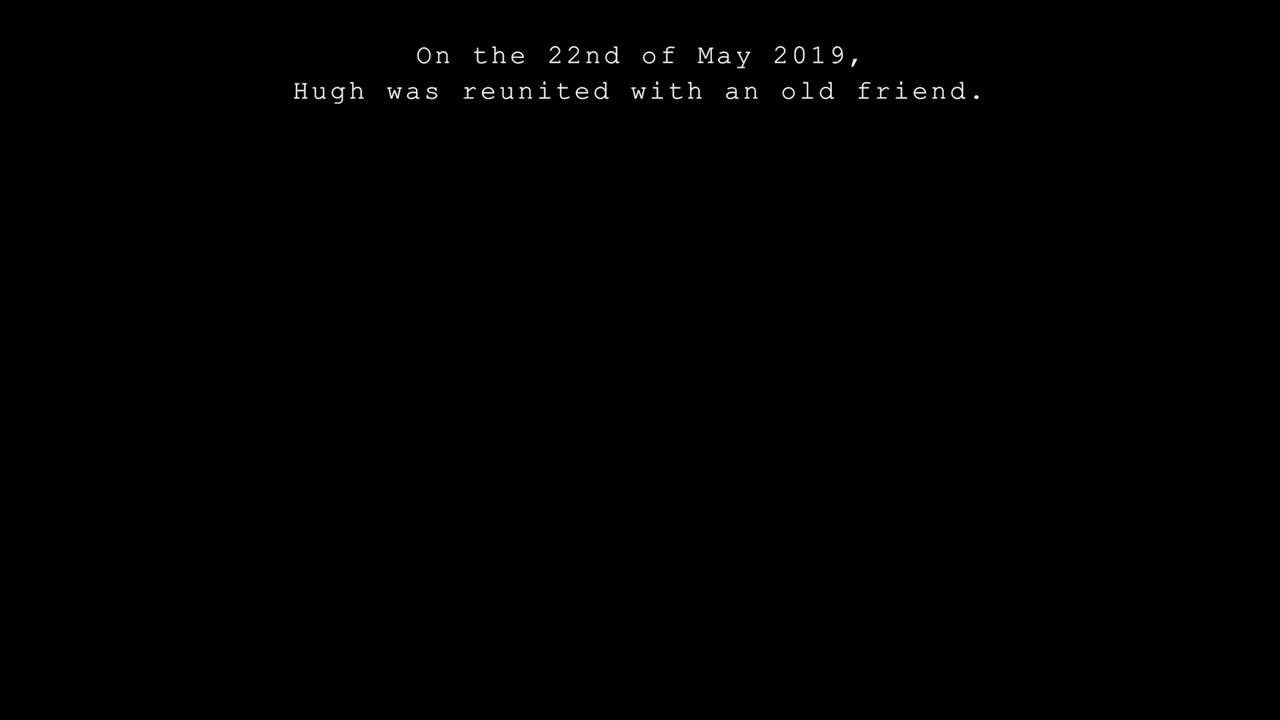 On the 22nd of May 2019,
Hugh was reunited with an old friend.